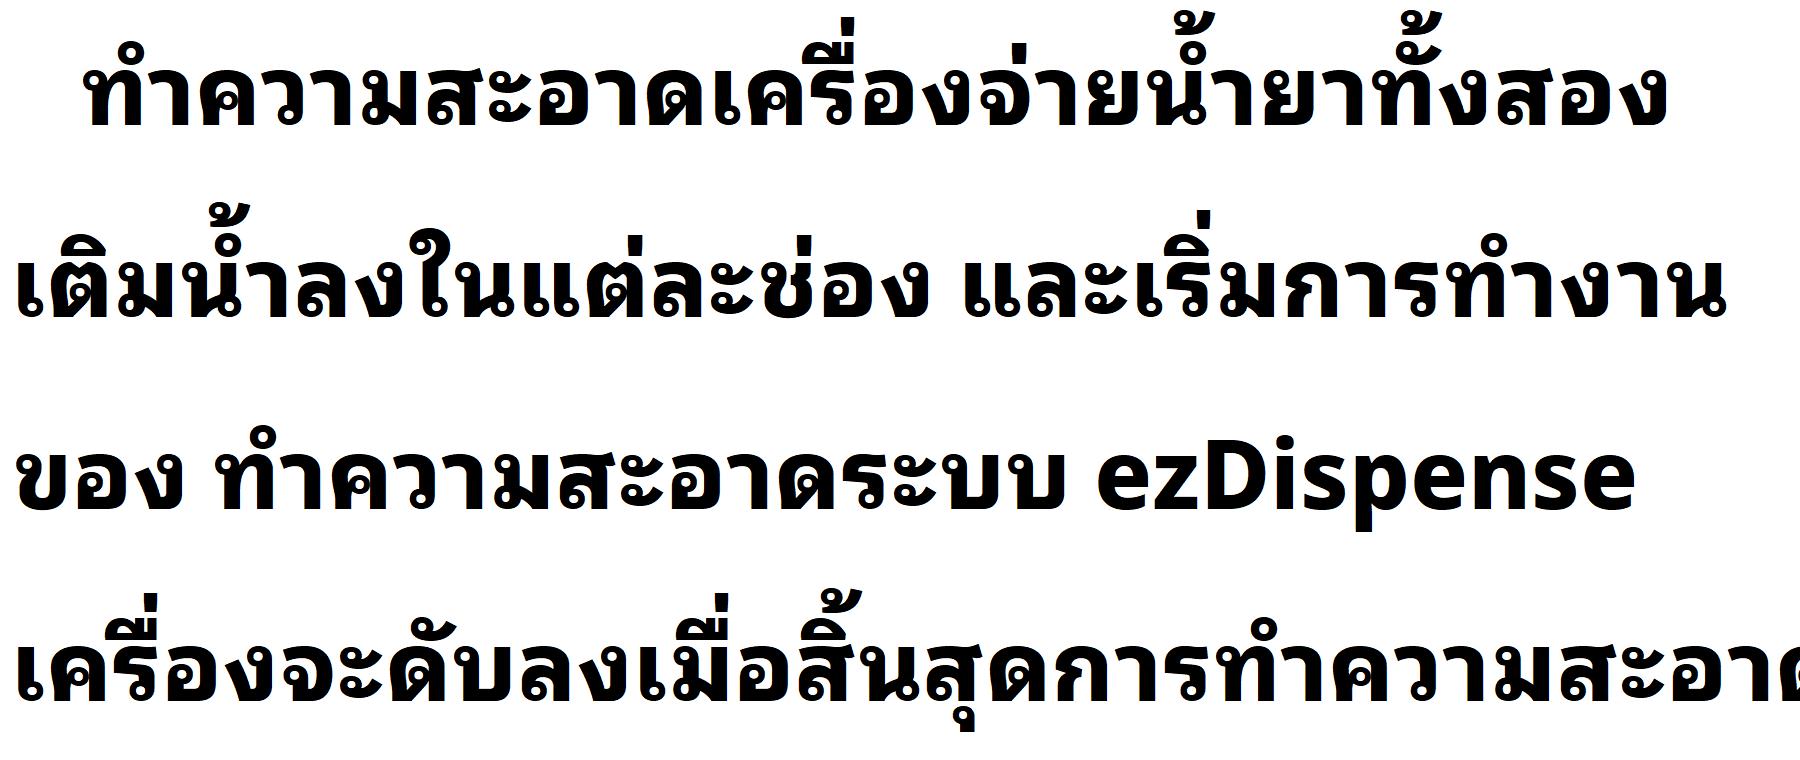 ทำความสะอาดเครื่องจ่ายน้ำยาทั้งสอง
เติมน้ำลงในแต่ละช่อง และเริ่มการทำงาน
ของ ทำความสะอาดระบบ ezDispense
เครื่องจะดับลงเมื่อสิ้นสุดการทำความสะอาด